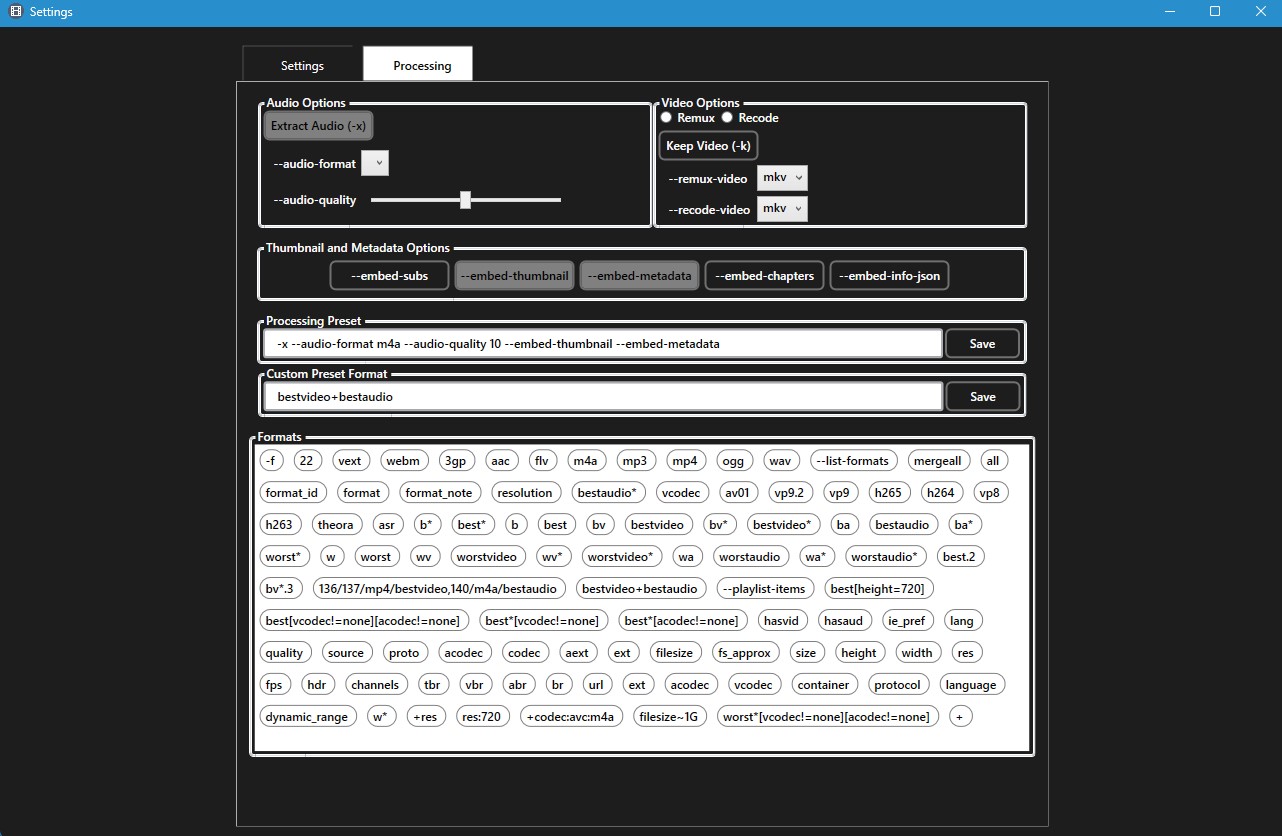 Settings
Settings Processing
Audio Options
Extract Audio (-x)
--audio-format
--audio-quality
Video Options
Remux Recode
Keep Video (-k)
--remux-video mkv
--recode-video mkv
Thumbnail and Metadata Options
--embed-subs --embed-thumbnail --embed-metadata --embed-chapters --embed-info-json
Processing Preset
-x --audio-format m4a --audio-quality 10 --embed-thumbnail --embed-metadata Save
Custom Preset Format
bestvideo+bestaudio Save
Formats
-f 22 vext webm 3gp aac flv m4a mp3 mp4 ogg wav --list-formats mergeall all
format_id format format_note resolution bestaudio* vcodec av01 vp9.2 vp9 h265 h264 vp8
h263 theora asr b* best* b best bv bestvideo bv* bestvideo* ba bestaudio ba*
worst* w worst wv worstvideo wv* worstvideo* wa worstaudio wa* worstaudio* best.2
bv*.3 136/137/mp4/bestvideo,140/m4a/bestaudio bestvideo+bestaudio --playlist-items best[height=720]
best[vcodec!=none][acodec!=none] best*[vcodec!=none] best*[acodec!=none] hasvid hasaud ie_pref lang
quality source proto acodec codec aext ext filesize fs_approx size height width res
fps hdr channels tbr vbr abr br url ext acodec vcodec container protocol language
dynamic_range w* +res res:720 +codec:avc:m4a filesize~1G worst*[vcodec!=none][acodec!=none] +